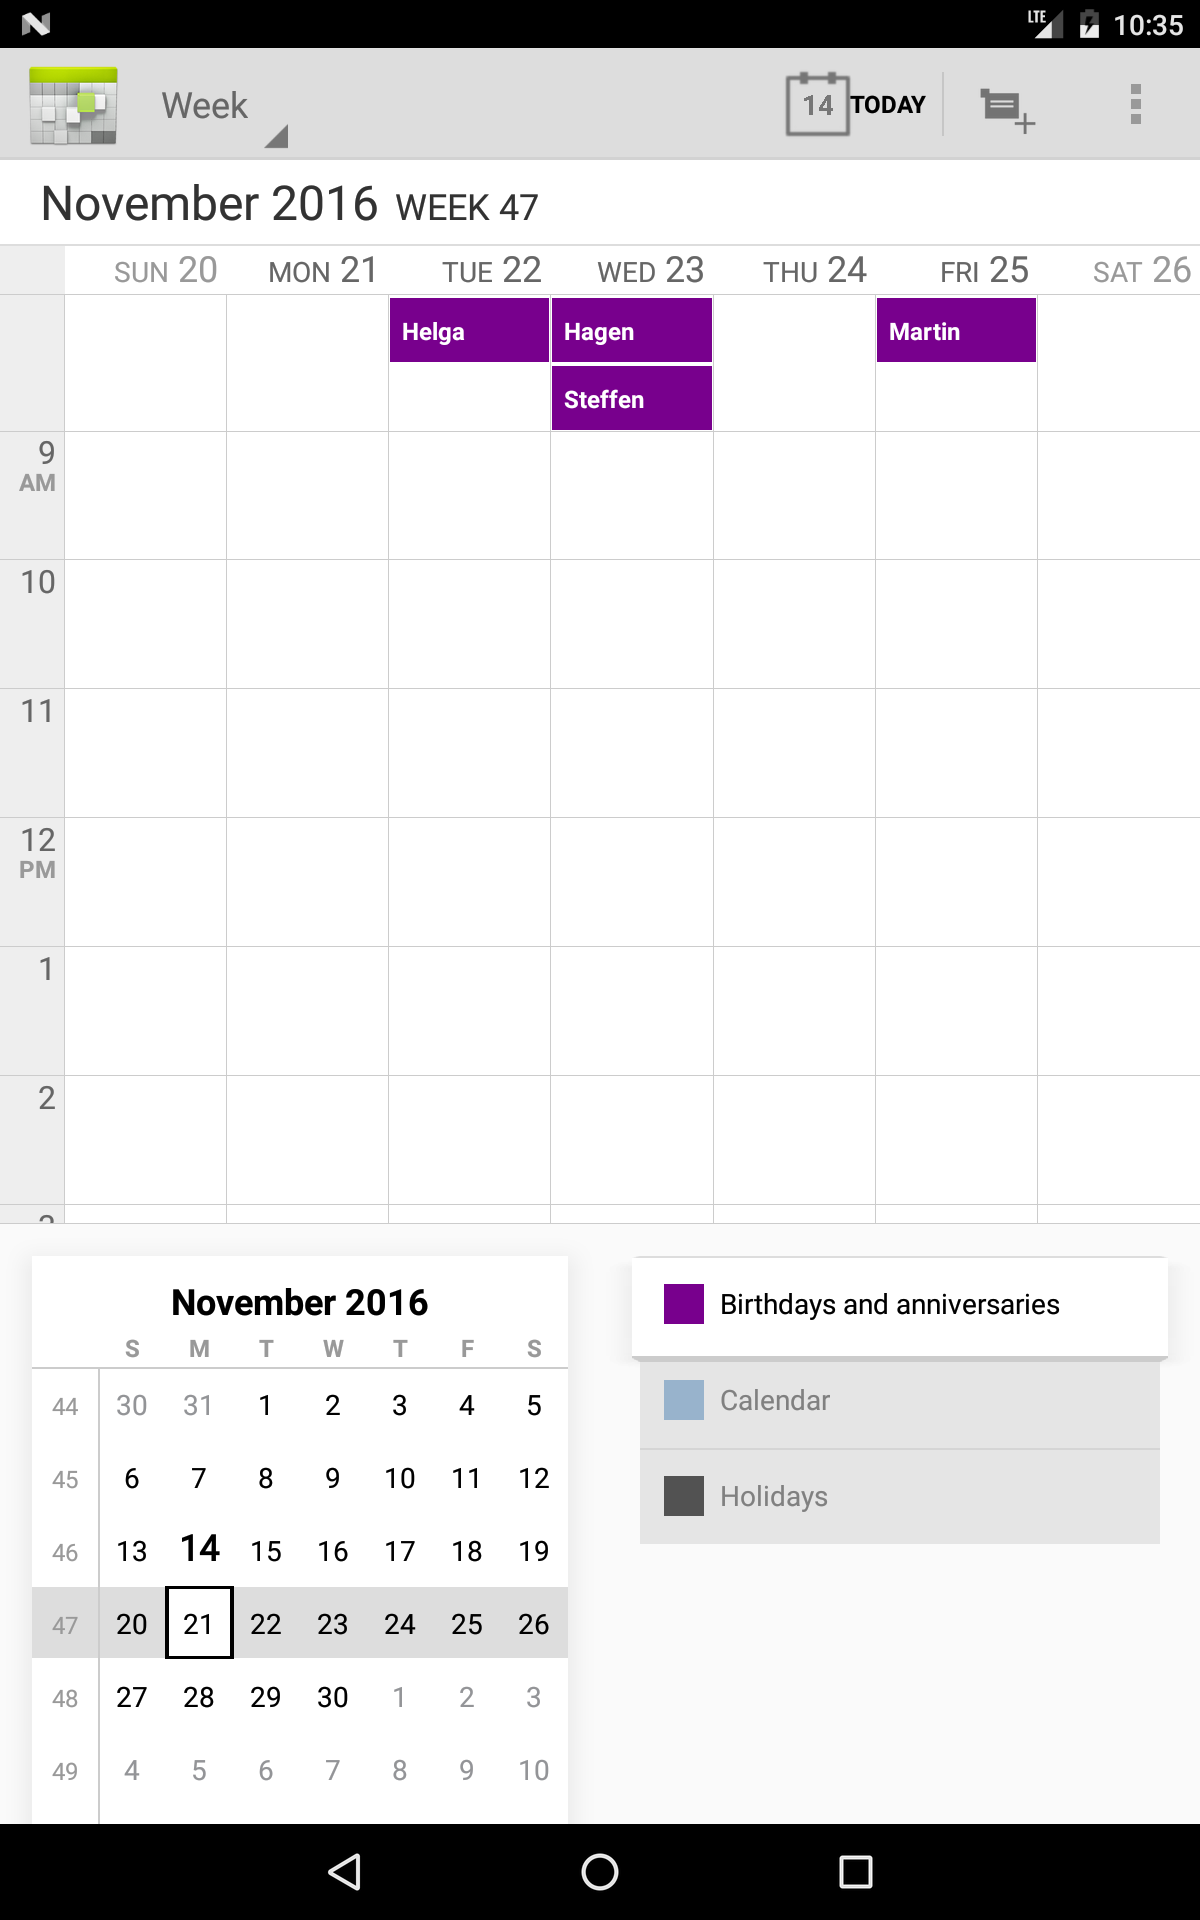 LTE 10:35
Week 14 TODAY
November 2016 WEEK 47
SUN 20 MON 21 TUE 22 WED 23 THU 24 FRI 25 SAT 26
Helga Hagen Martin
Steffen
9
AM
10
11
12
PM
1
2
November 2016
S M T W T F S
44 30 31 1 2 3 4 5
45 6 7 8 9 10 11 12
46 13 14 15 16 17 18 19
47 20 21 22 23 24 25 26
48 27 28 29 30 1 2 3
49 4 5 6 7 8 9 10
Birthdays and anniversaries
Calendar
Holidays